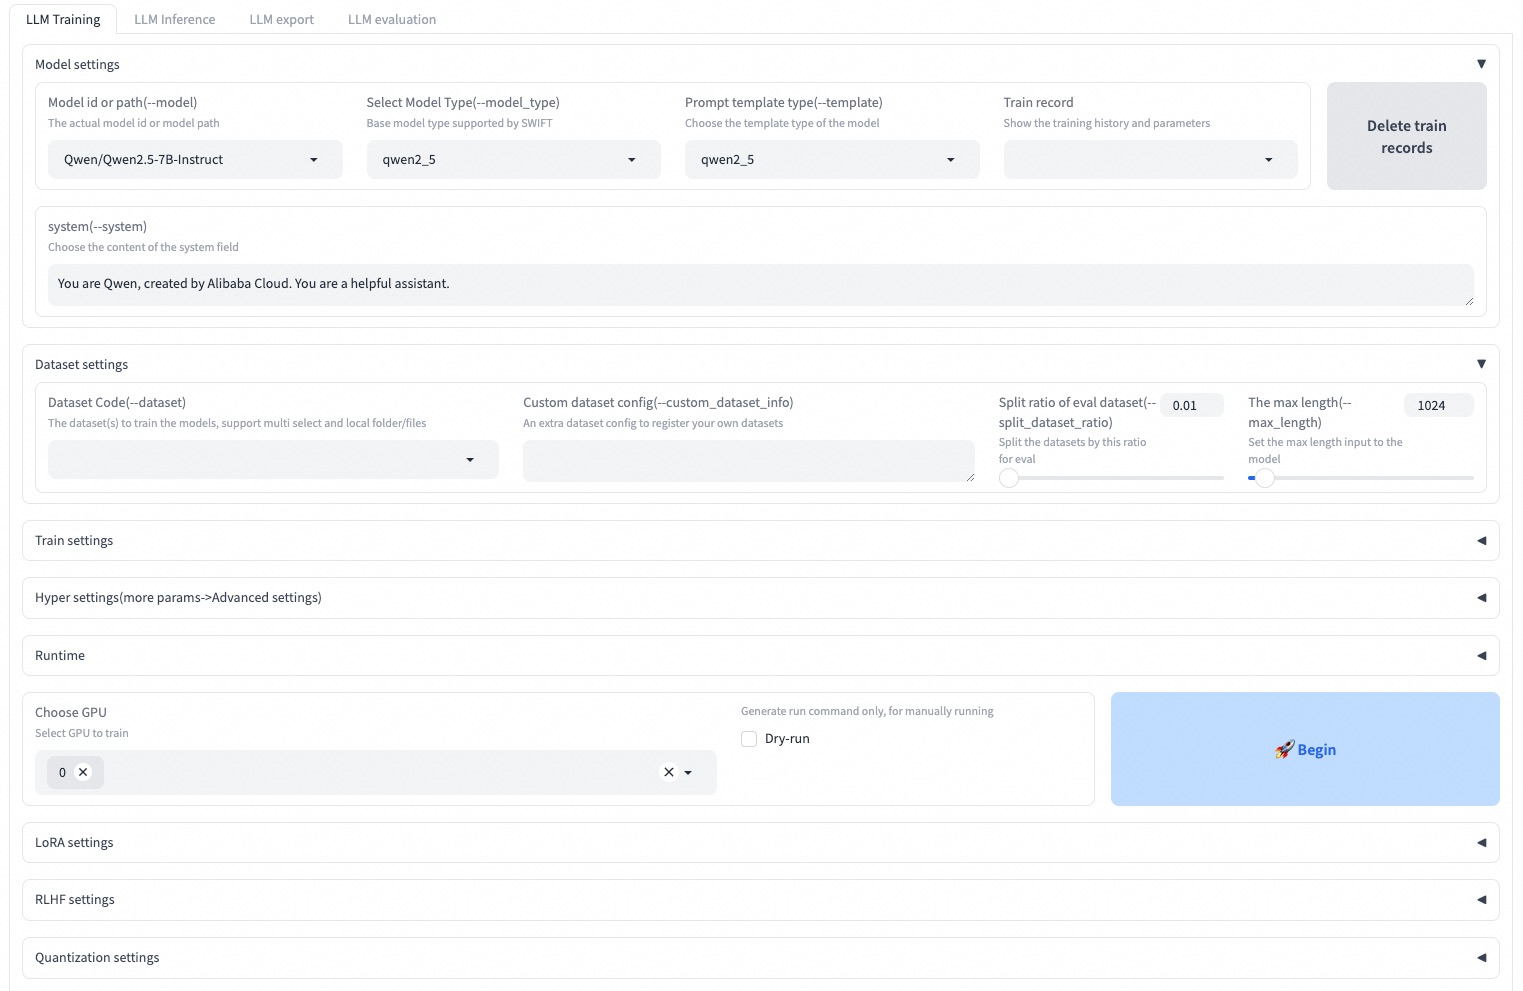 LLM Training
LLM Inference
LLM export
LLM evaluation
Model settings
▼
Model id or path(--model)
The actual model id or model path
Qwen/Qwen2.5-7B-Instruct
Select Model Type(--model_type)
Base model type supported by SWIFT
qwen2_5
Prompt template type(--template)
Choose the template type of the model
qwen2_5
Train record
Show the training history and parameters
Delete train
records
system(--system)
Choose the content of the system field
You are Qwen, created by Alibaba Cloud. You are a helpful assistant.
Dataset settings
▼
Dataset Code(--dataset)
The dataset(s) to train the models, support multi select and local folder/files
Custom dataset config(--custom_dataset_info)
An extra dataset config to register your own datasets
Split ratio of eval dataset(--
split_dataset_ratio)
0.01
Split the datasets by this ratio
for eval
The max length(--
max_length)
1024
Set the max length input to the
model
Train settings
◀
Hyper settings(more params->Advanced settings)
◀
Runtime
◀
Choose GPU
Select GPU to train
0
Generate run command only, for manually running
Dry-run
🚀 Begin
LoRA settings
◀
RLHF settings
◀
Quantization settings
◀